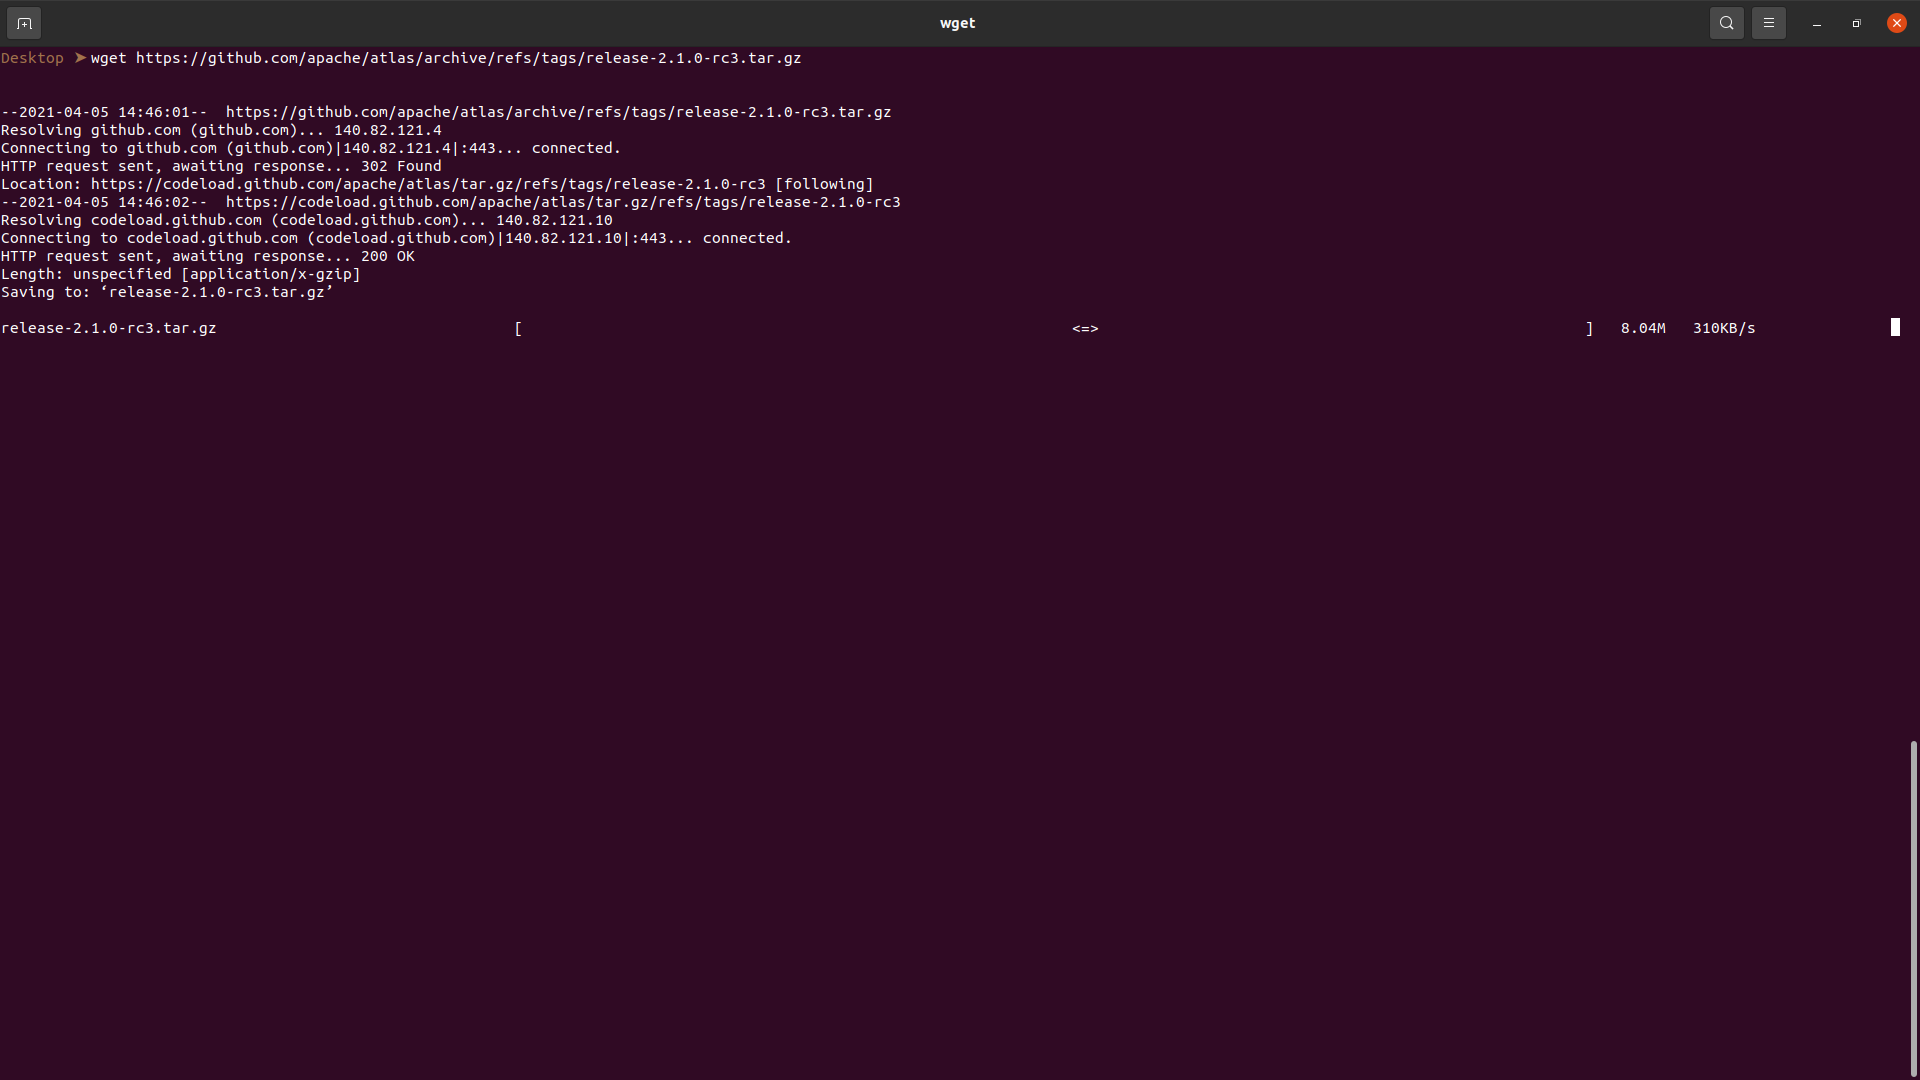 wget
Desktop ➤ wget https://github.com/apache/atlas/archive/refs/tags/release-2.1.0-rc3.tar.gz
--2021-04-05 14:46:01--  https://github.com/apache/atlas/archive/refs/tags/release-2.1.0-rc3.tar.gz
Resolving github.com (github.com)... 140.82.121.4
Connecting to github.com (github.com)|140.82.121.4|:443... connected.
HTTP request sent, awaiting response... 302 Found
Location: https://codeload.github.com/apache/atlas/tar.gz/refs/tags/release-2.1.0-rc3 [following]
--2021-04-05 14:46:02--  https://codeload.github.com/apache/atlas/tar.gz/refs/tags/release-2.1.0-rc3
Resolving codeload.github.com (codeload.github.com)... 140.82.121.10
Connecting to codeload.github.com (codeload.github.com)|140.82.121.10|:443... connected.
HTTP request sent, awaiting response... 200 OK
Length: unspecified [application/x-gzip]
Saving to: ‘release-2.1.0-rc3.tar.gz’
release-2.1.0-rc3.tar.gz [ <=> ] 8.04M 310KB/s